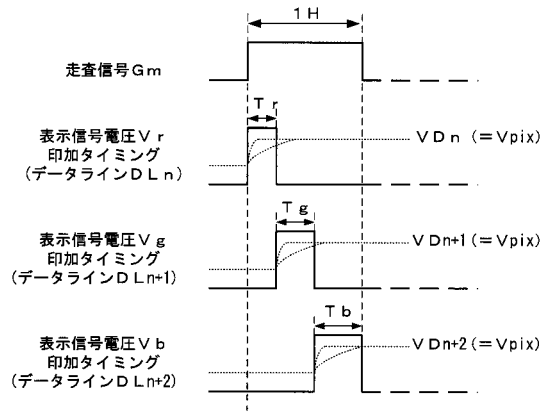 1H
走査信号Gm
Tr
表示信号電圧Vr
印加タイミング
(データラインDLn)
VDn (=Vpix)
Tg
表示信号電圧Vg
印加タイミング
(データラインDLn+1)
VDn+1(=Vpix)
Tb
表示信号電圧Vb
印加タイミング
(データラインDLn+2)
VDn+2(=Vpix)